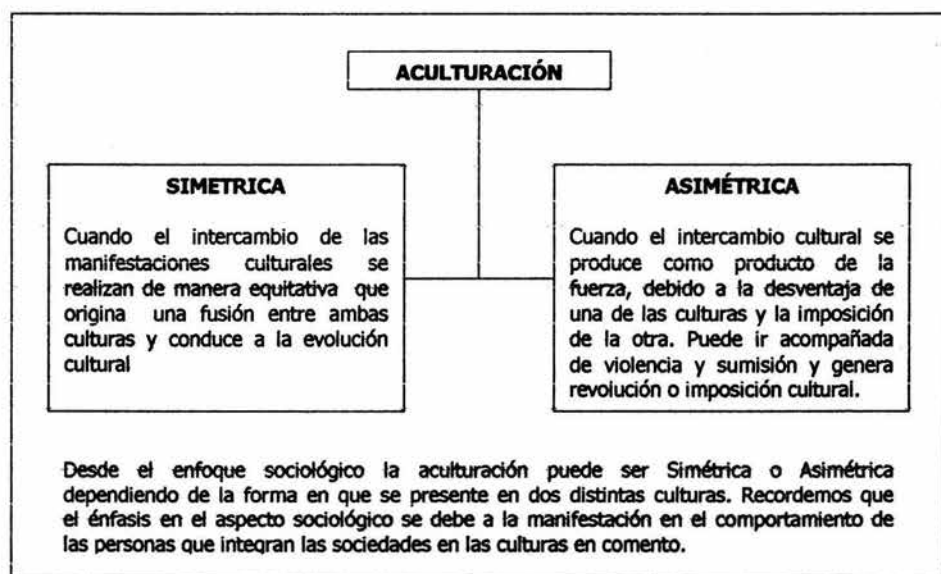 ACULTURACIÓN
SIMETRICA
Cuando el intercambio de las
manifestaciones culturales se
realizan de manera equitativa que
origina una fusión entre ambas
culturas y conduce a la evolución
cultural
ASIMÉTRICA
Cuando el intercambio cultural se
produce como producto de la
fuerza, debido a la desventaja de
una de las culturas y la imposición
de la otra. Puede ir acompañada
de violencia y sumisión y genera
revolución o imposición cultural.
Desde el enfoque sociológico la aculturación puede ser Simétrica o Asimétrica
dependiendo de la forma en que se presente en dos distintas culturas. Recordemos que
el énfasis en el aspecto sociológico se debe a la manifestación en el comportamiento de
las personas que integran las sociedades en las culturas en comento.